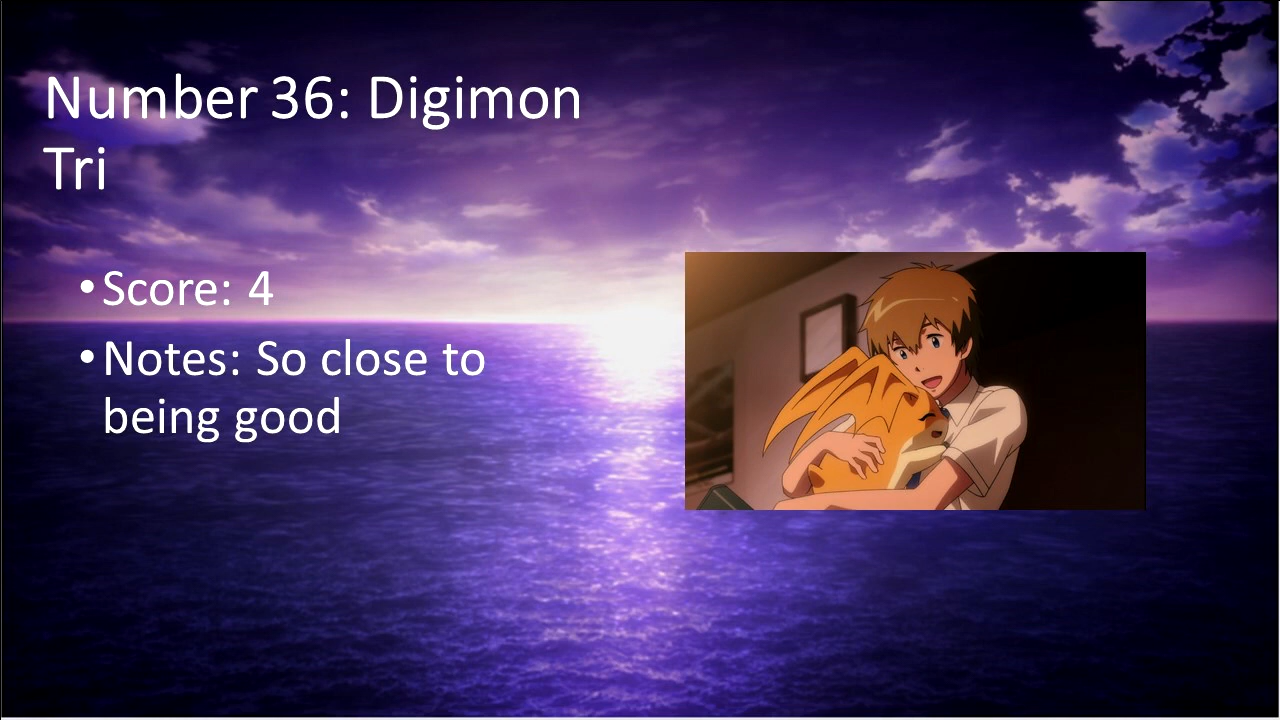 Number 36: Digimon
Tri
•Score: 4
•Notes: So close to
being good